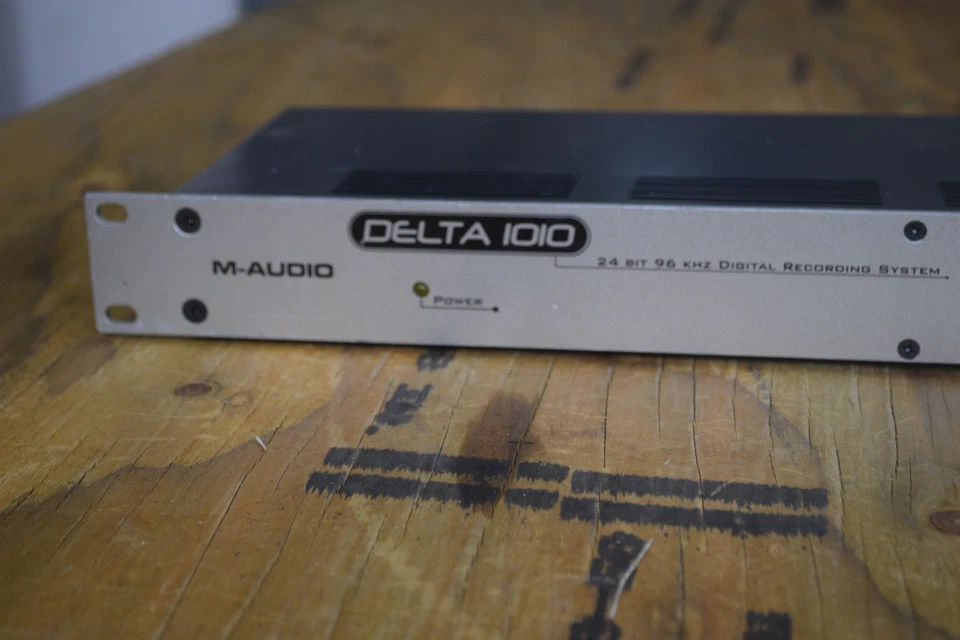 DELTA 1010
24 BIT 96 KHZ DIGITAL RECORDING SYSTEM
M-AUDIO
POWER